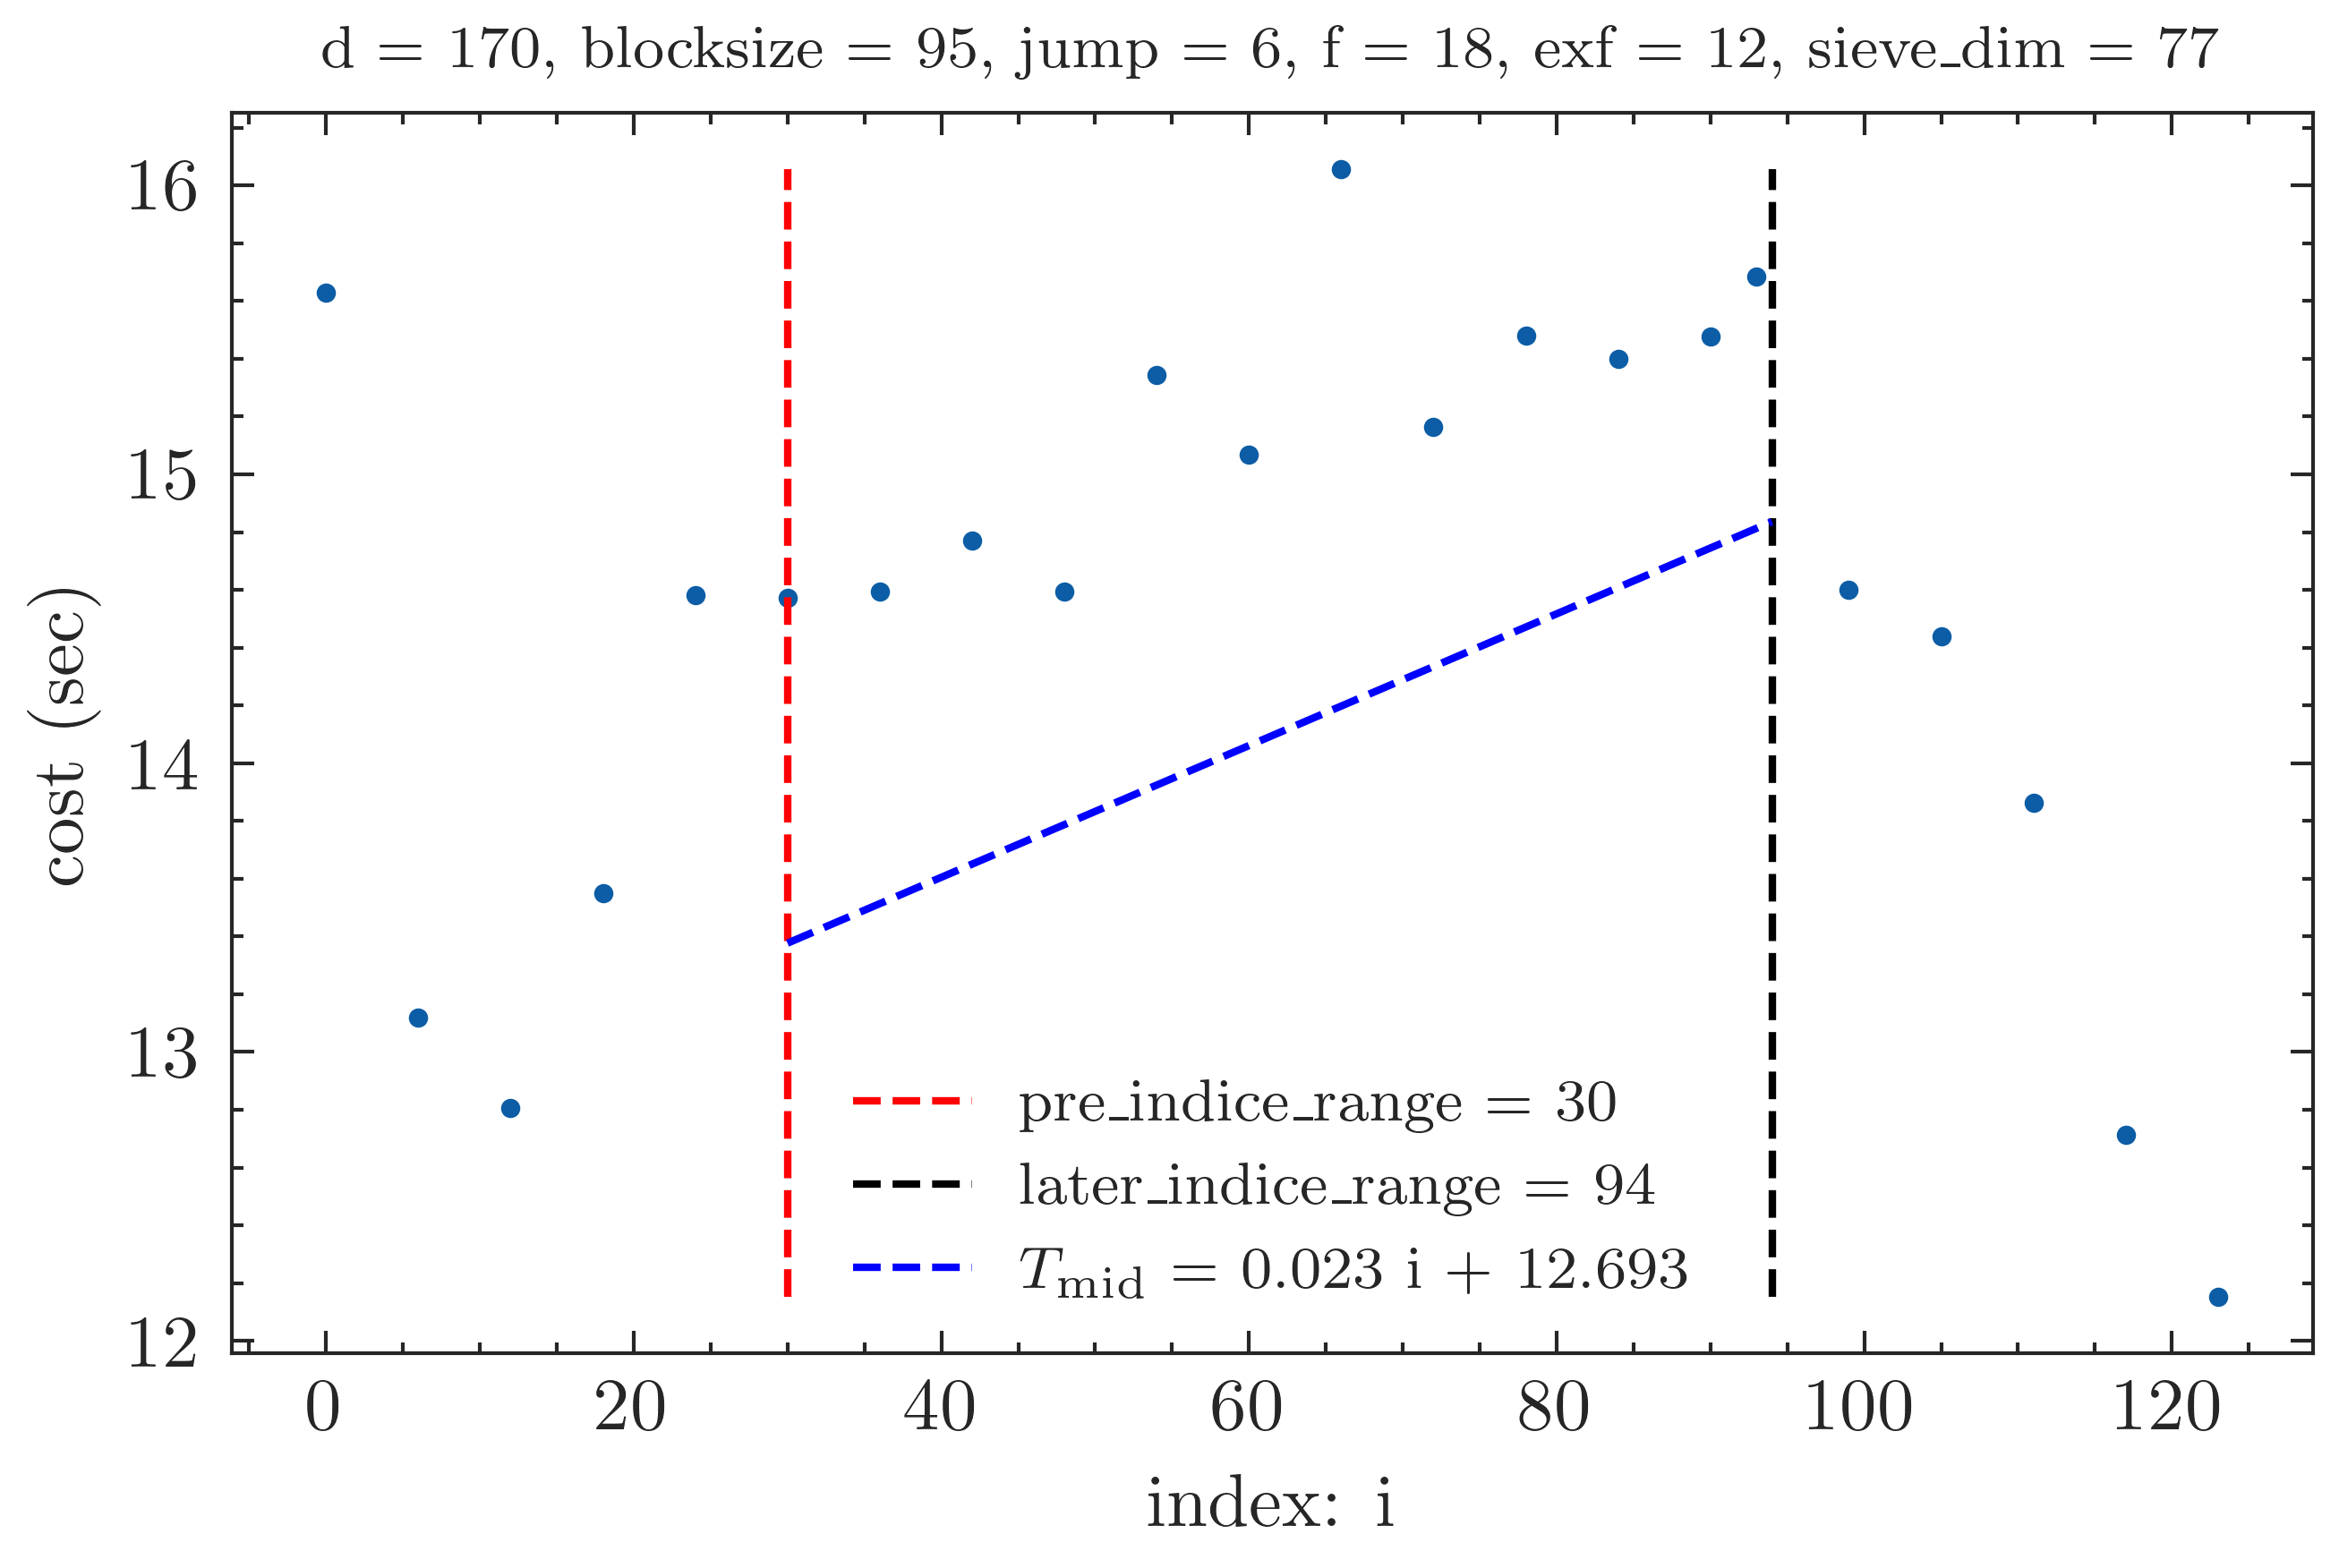 d = 170, blocksize = 95, jump = 6, f = 18, exf = 12, sieve_dim = 77
16
15
14
13
12
cost (sec)
pre_indice_range = 30
later_indice_range = 94
T_mid = 0.023 i + 12.693
0 20 40 60 80 100 120
index: i